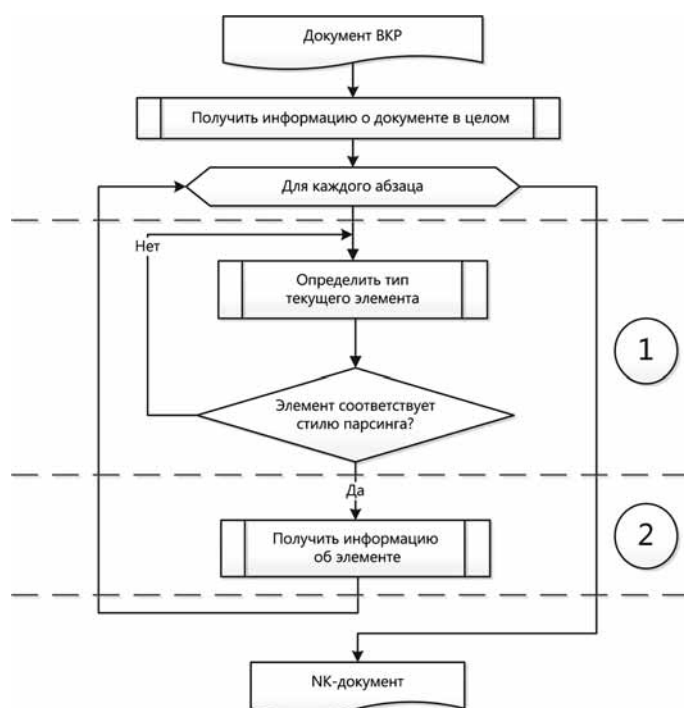 Документ ВКР
Получить информацию о документе в целом
Для каждого абзаца
Нет
Определить тип
текущего элемента
1
Элемент соответствует
стилю парсинга?
Да
Получить информацию
об элементе
2
NK-документ